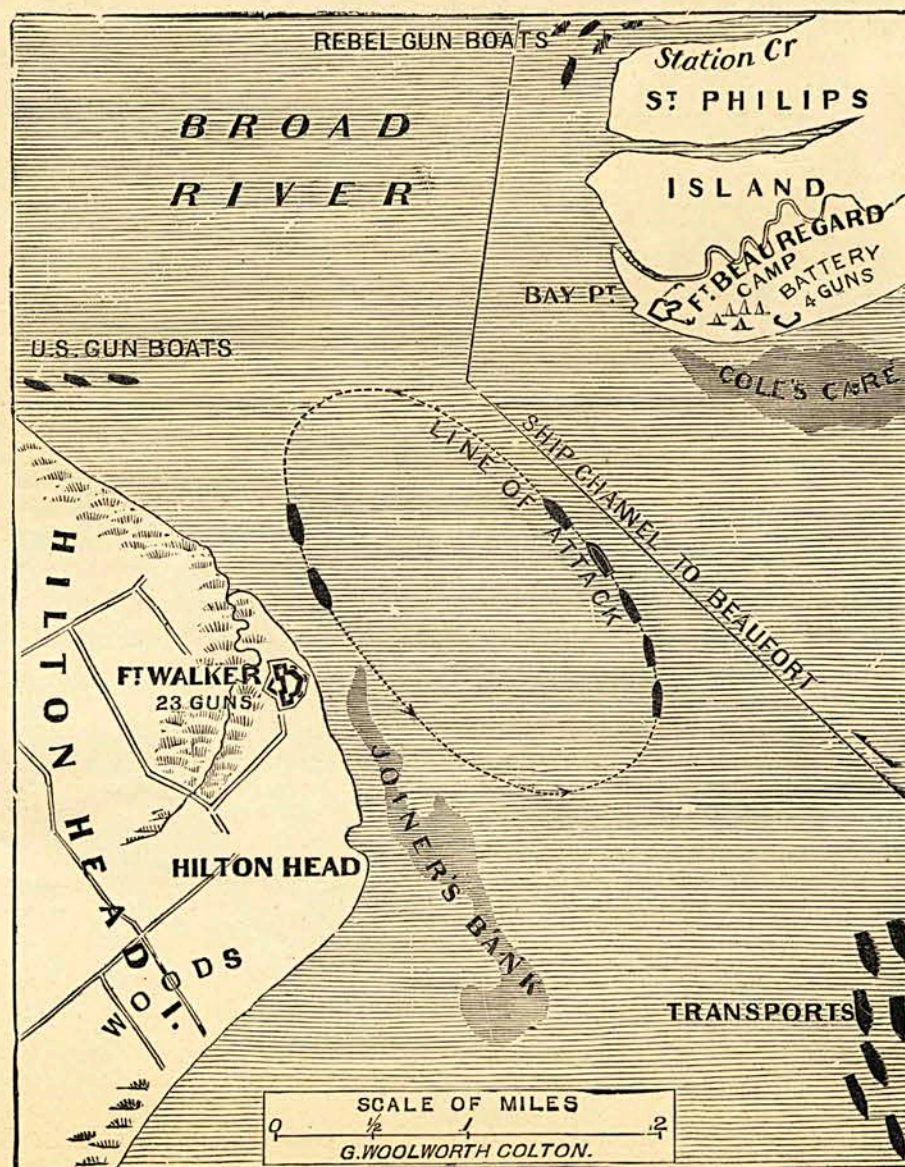 REBEL GUN BOATS
Station Cr
ST. PHILIPS
ISLAND
BROAD
RIVER
FT. BEAUREGARD
CAMP
BATTERY
4 GUNS
BAY PT.
COLE'S CARE
U.S. GUN BOATS
LINE OF ATTACK
SHIP CHANNEL TO BEAUFORT
HILTON HEAD I.
FT. WALKER
23 GUNS
JOINER'S BANK
HILTON HEAD
WOODS
TRANSPORTS
SCALE OF MILES
0 ½ 1 2
G. WOOLWORTH COLTON.